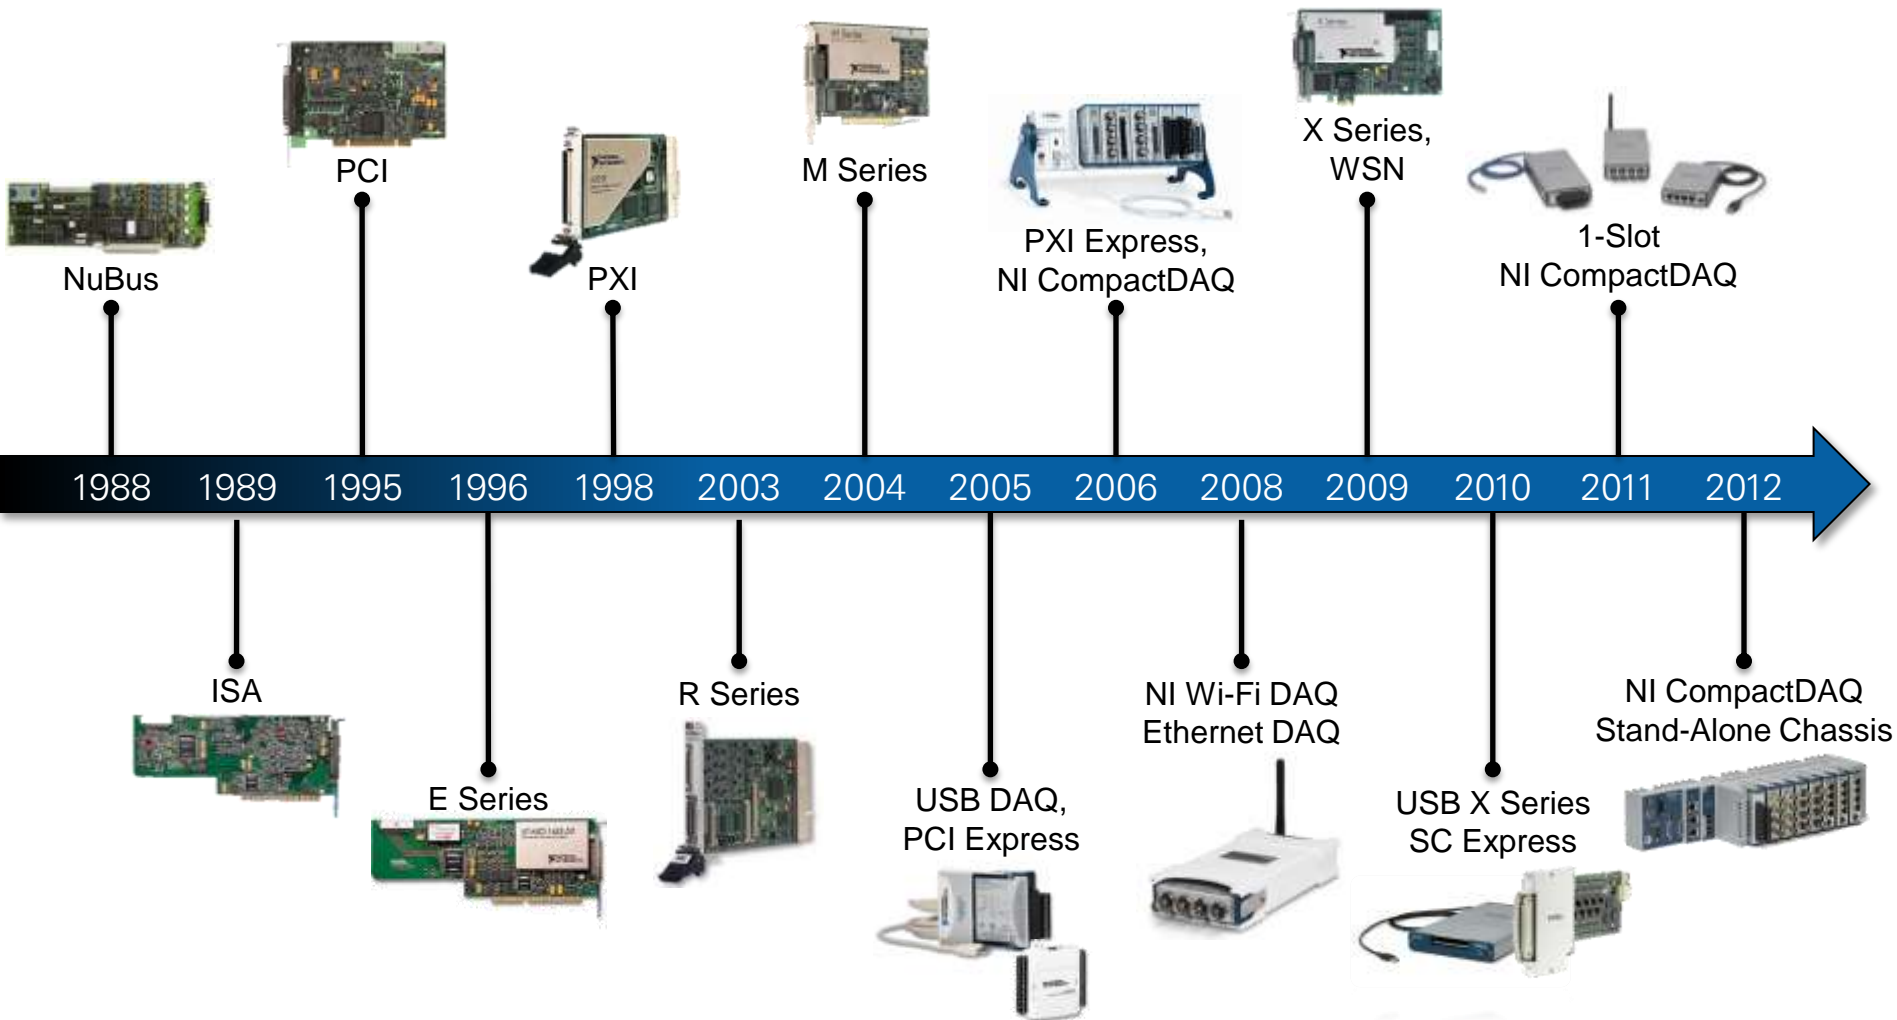 PCI
M Series
X Series,
WSN
NuBus
PXI
PXI Express,
NI CompactDAQ
1-Slot
NI CompactDAQ
1988 1989 1995 1996 1998 2003 2004 2005 2006 2008 2009 2010 2011 2012
ISA
R Series
NI Wi-Fi DAQ
Ethernet DAQ
NI CompactDAQ
Stand-Alone Chassis
E Series
USB DAQ,
PCI Express
USB X Series
SC Express